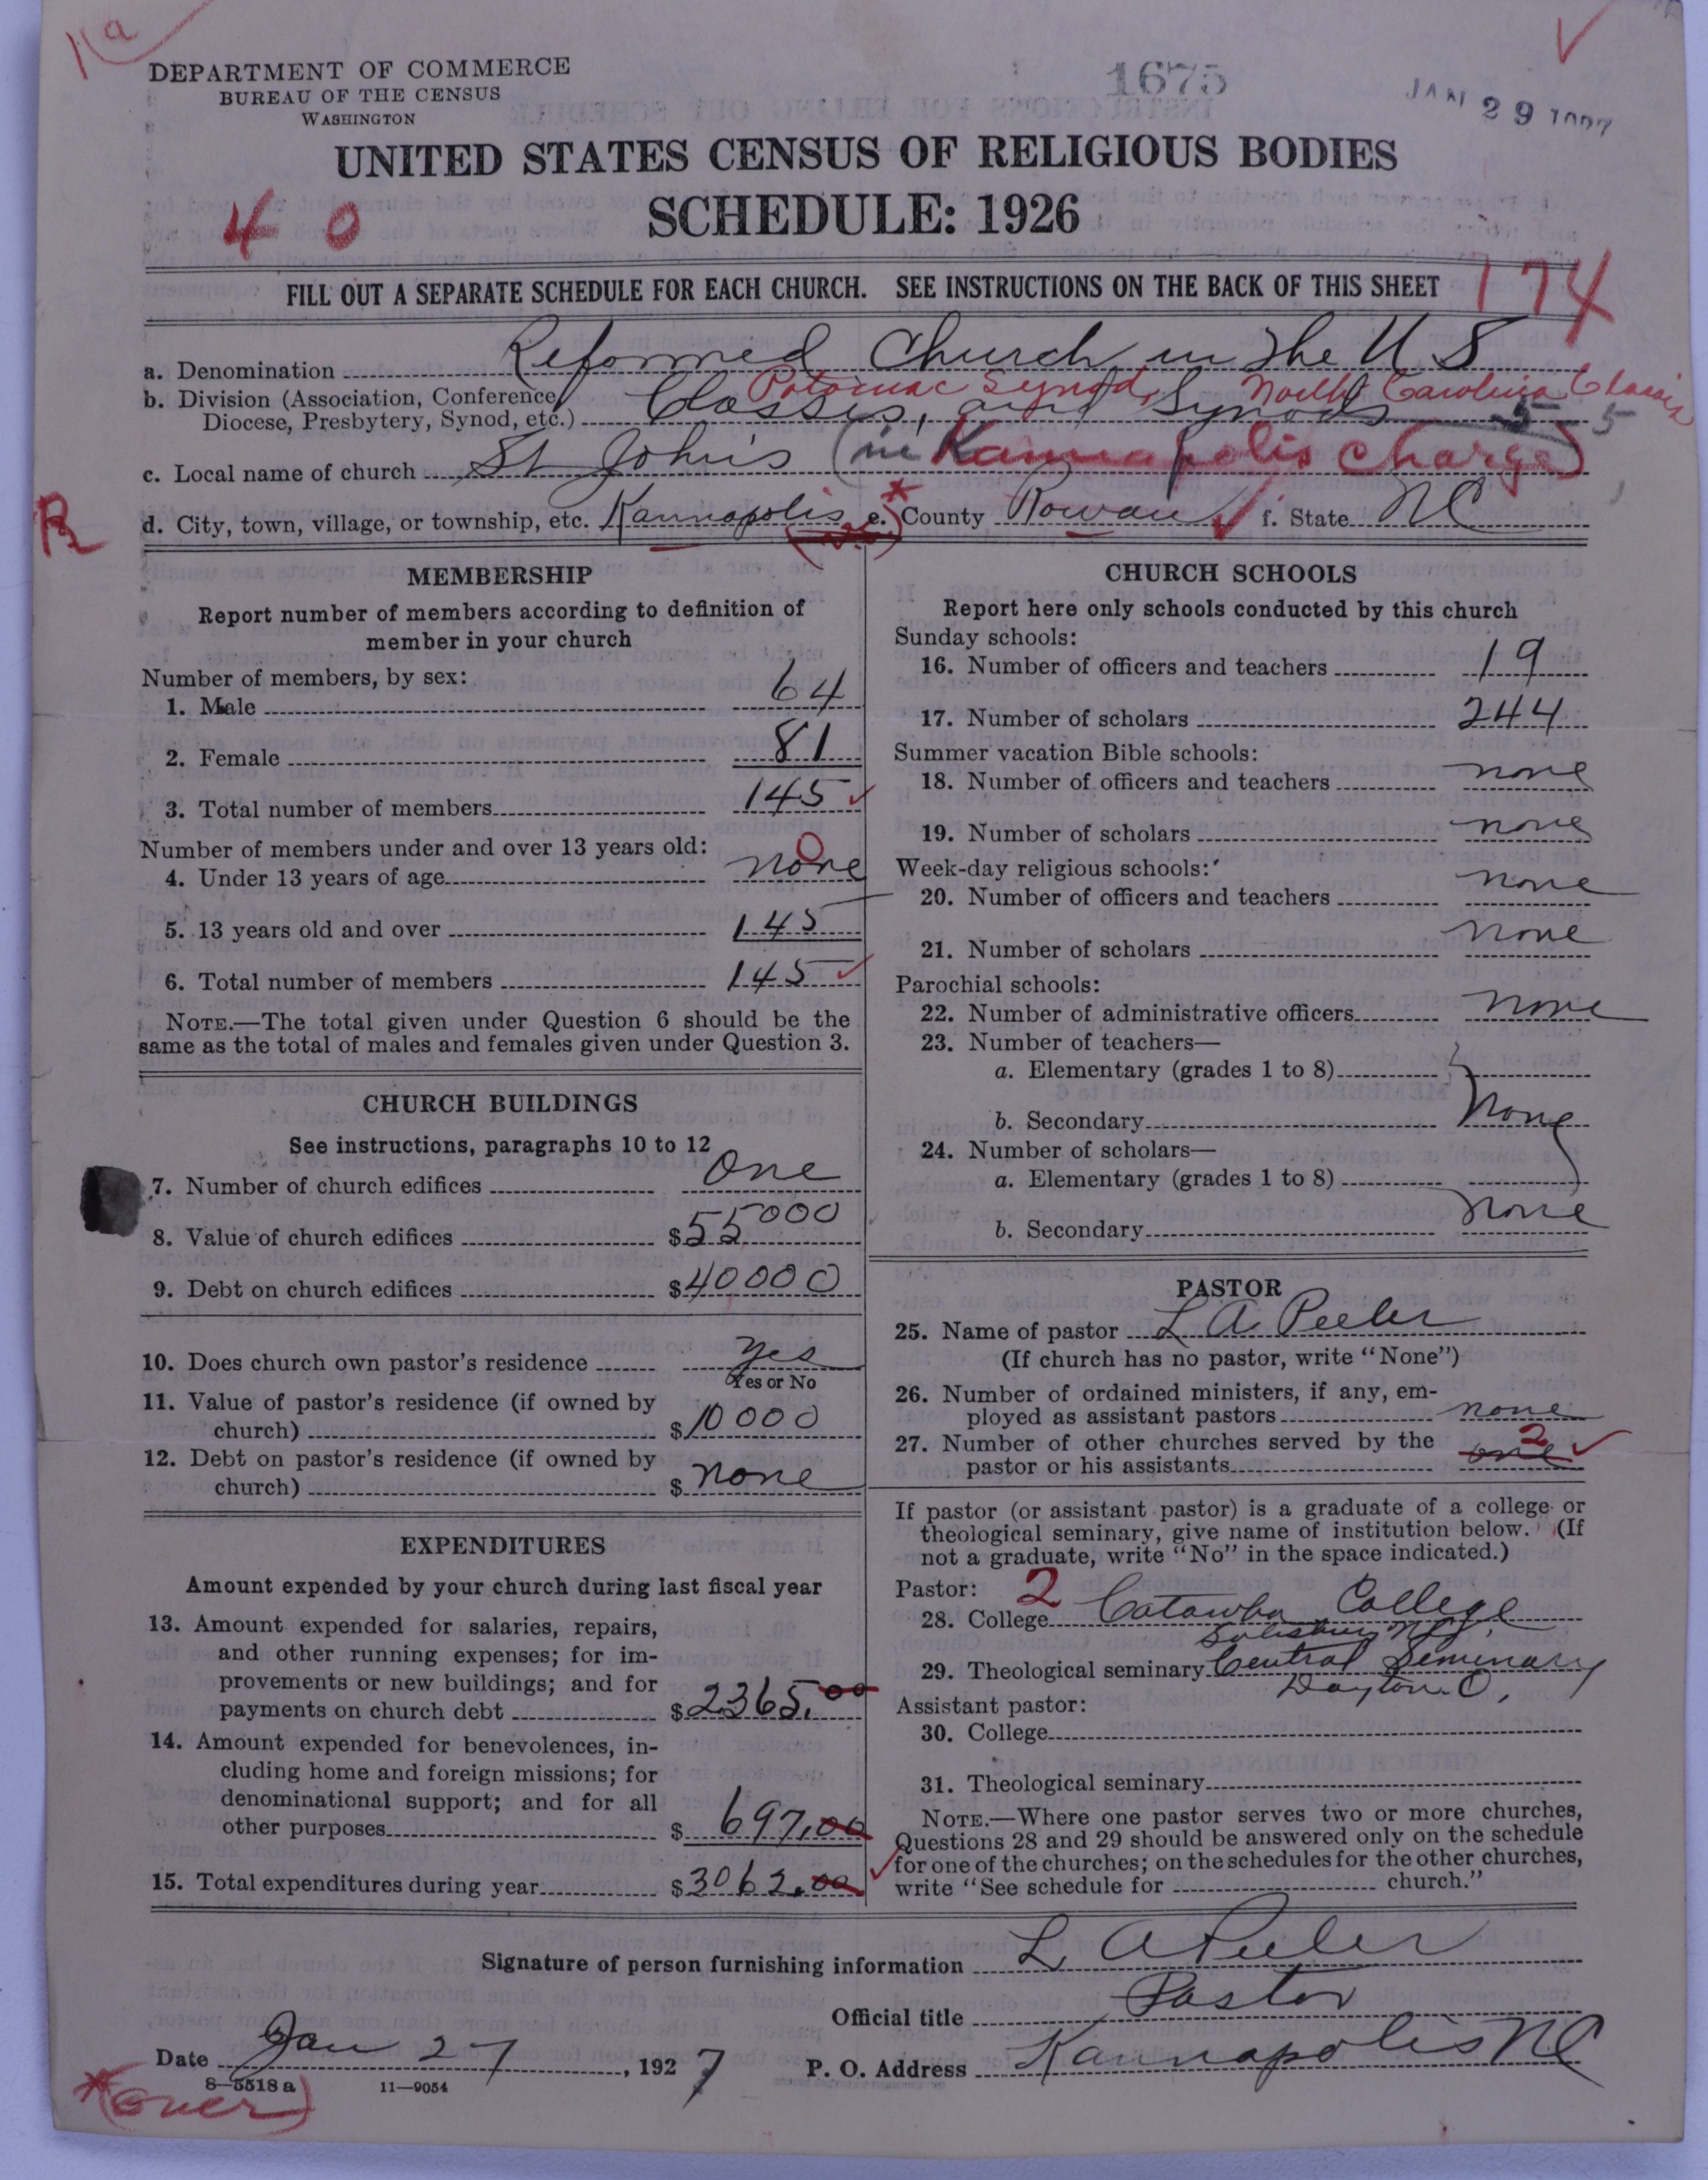 1a
DEPARTMENT OF COMMERCE
BUREAU OF THE CENSUS
WASHINGTON
1675
JAN 29 1927
UNITED STATES CENSUS OF RELIGIOUS BODIES
SCHEDULE: 1926
40
FILL OUT A SEPARATE SCHEDULE FOR EACH CHURCH. SEE INSTRUCTIONS ON THE BACK OF THIS SHEET
174
a. Denomination Reformed Church in the U S
Potomac Synod, North Carolina Classis
b. Division (Association, Conference, Diocese, Presbytery, Synod, etc.) Classes, and Synods 55
c. Local name of church St John's (in Kannapolis Charge)
R d. City, town, village, or township, etc. Kannapolis * e. County Rowan f. State NC
MEMBERSHIP
Report number of members according to definition of
member in your church
Number of members, by sex:
1. Male 64
2. Female 81
3. Total number of members 145
Number of members under and over 13 years old:
4. Under 13 years of age none 0
5. 13 years old and over 145
6. Total number of members 145
NOTE.—The total given under Question 6 should be the
same as the total of males and females given under Question 3.
CHURCH BUILDINGS
See instructions, paragraphs 10 to 12
7. Number of church edifices One
8. Value of church edifices $55000
9. Debt on church edifices $40000
10. Does church own pastor's residence Yes
Yes or No
11. Value of pastor's residence (if owned by
church) $10000
12. Debt on pastor's residence (if owned by
church) $ none
EXPENDITURES
Amount expended by your church during last fiscal year
13. Amount expended for salaries, repairs,
and other running expenses; for im-
provements or new buildings; and for
payments on church debt $2365.00
14. Amount expended for benevolences, in-
cluding home and foreign missions; for
denominational support; and for all
other purposes $ 697.00
15. Total expenditures during year $3062.00
CHURCH SCHOOLS
Report here only schools conducted by this church
Sunday schools:
16. Number of officers and teachers 19
17. Number of scholars 244
Summer vacation Bible schools:
18. Number of officers and teachers none
19. Number of scholars none
Week-day religious schools:
20. Number of officers and teachers none
21. Number of scholars none
Parochial schools:
22. Number of administrative officers none
23. Number of teachers—
a. Elementary (grades 1 to 8)
b. Secondary none
24. Number of scholars—
a. Elementary (grades 1 to 8)
b. Secondary none
PASTOR
25. Name of pastor L A Peeler
(If church has no pastor, write "None")
26. Number of ordained ministers, if any, em-
ployed as assistant pastors none
27. Number of other churches served by the
pastor or his assistants one 2
If pastor (or assistant pastor) is a graduate of a college or
theological seminary, give name of institution below. (If
not a graduate, write "No" in the space indicated.)
Pastor: 2
28. College Catawba College
Salisbury NC.
29. Theological seminary Central Seminary
Dayton O,
Assistant pastor:
30. College
31. Theological seminary
NOTE.—Where one pastor serves two or more churches,
Questions 28 and 29 should be answered only on the schedule
for one of the churches; on the schedules for the other churches,
write "See schedule for church."
Signature of person furnishing information L A Peeler
Official title Pastor
Date Jan 27, 1927 P. O. Address Kannapolis NC
8—5518 a 11—9054
*(over)